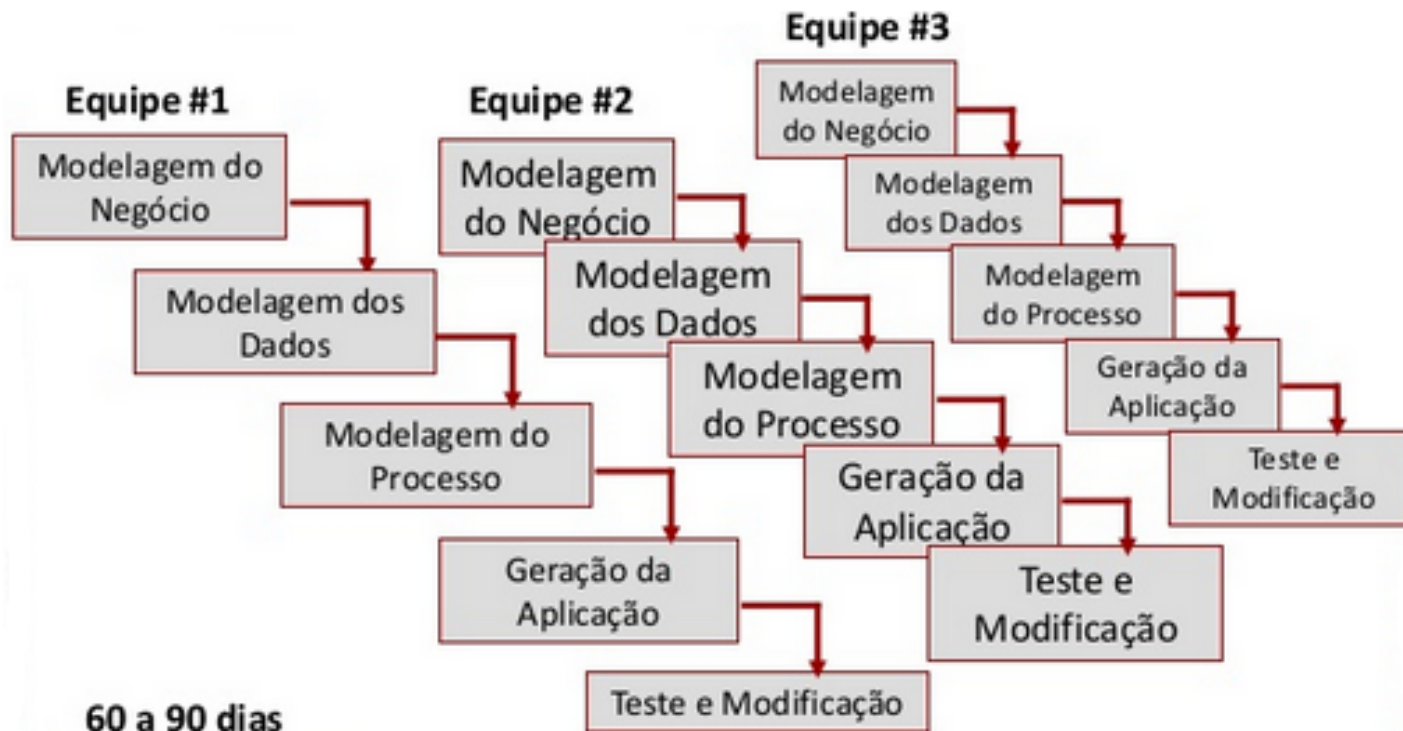 Equipe #1
Modelagem do
Negócio
Modelagem dos
Dados
Modelagem do
Processo
Geração da
Aplicação
Teste e Modificação
60 a 90 dias
Equipe #2
Modelagem
do Negócio
Modelagem
dos Dados
Modelagem
do Processo
Geração da
Aplicação
Teste e
Modificação
Equipe #3
Modelagem
do Negócio
Modelagem
dos Dados
Modelagem
do Processo
Geração da
Aplicação
Teste e
Modificação